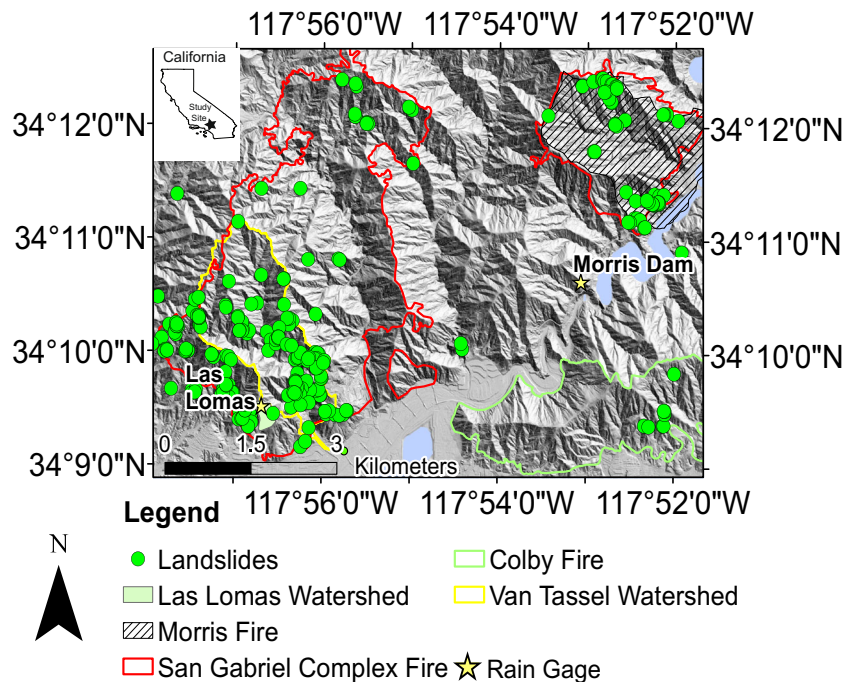 117°56'0"W 117°54'0"W 117°52'0"W
California
Study
Site
34°12'0"N
34°12'0"N
34°11'0"N
34°11'0"N
Morris Dam
34°10'0"N
34°10'0"N
Las
Lomas
0 1.5 3
Kilometers
34°9'0"N
117°56'0"W 117°54'0"W 117°52'0"W
Legend
N
Landslides
Colby Fire
Las Lomas Watershed
Van Tassel Watershed
Morris Fire
San Gabriel Complex Fire
Rain Gage